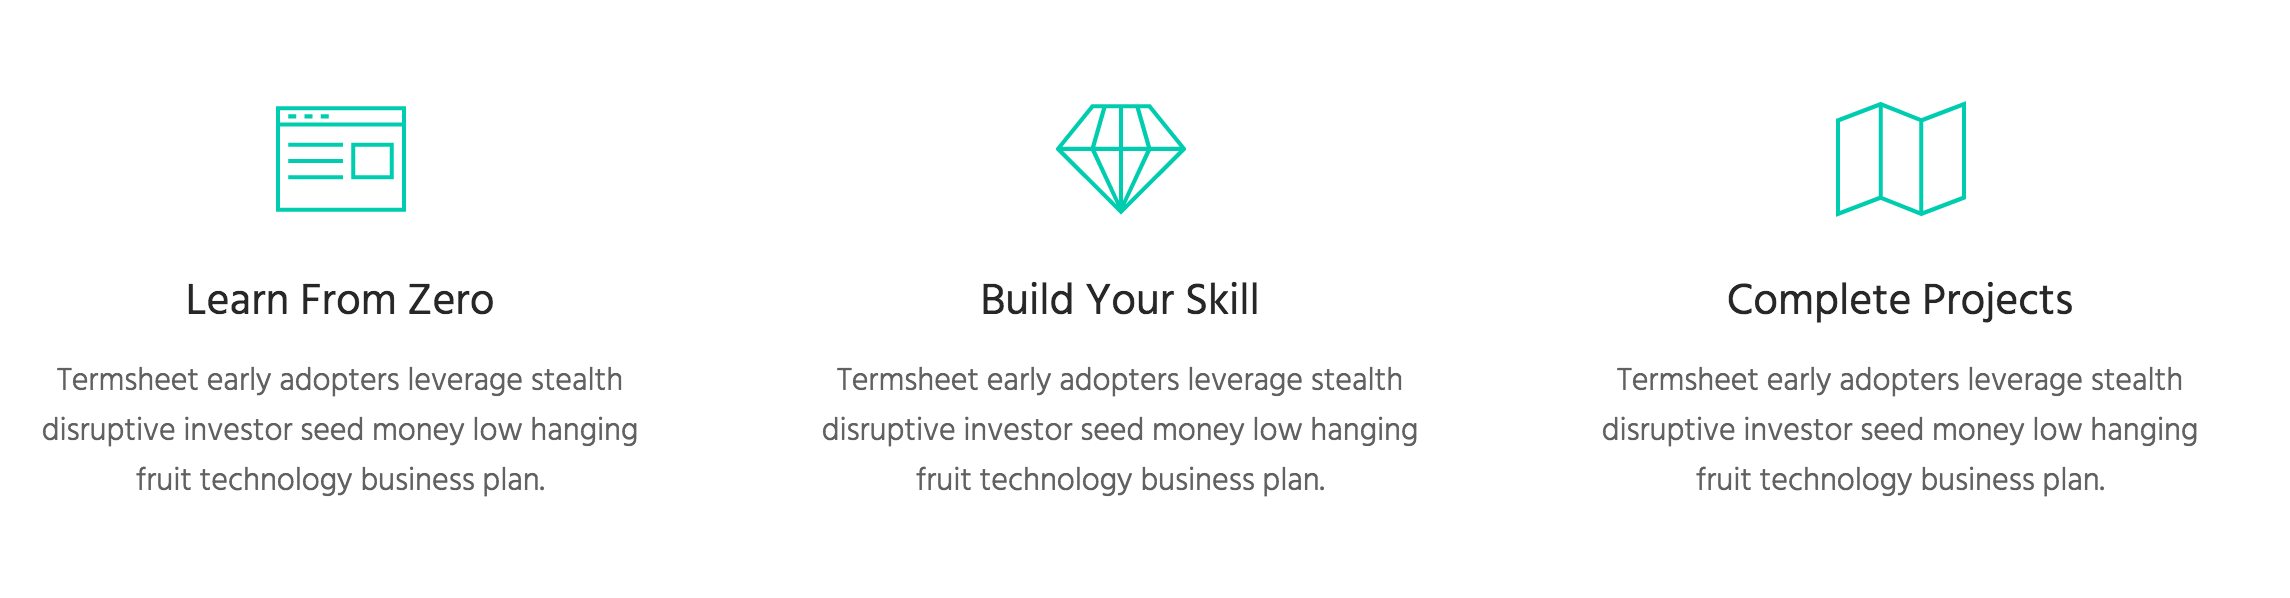 Learn From Zero
Termsheet early adopters leverage stealth
disruptive investor seed money low hanging
fruit technology business plan.
Build Your Skill
Termsheet early adopters leverage stealth
disruptive investor seed money low hanging
fruit technology business plan.
Complete Projects
Termsheet early adopters leverage stealth
disruptive investor seed money low hanging
fruit technology business plan.